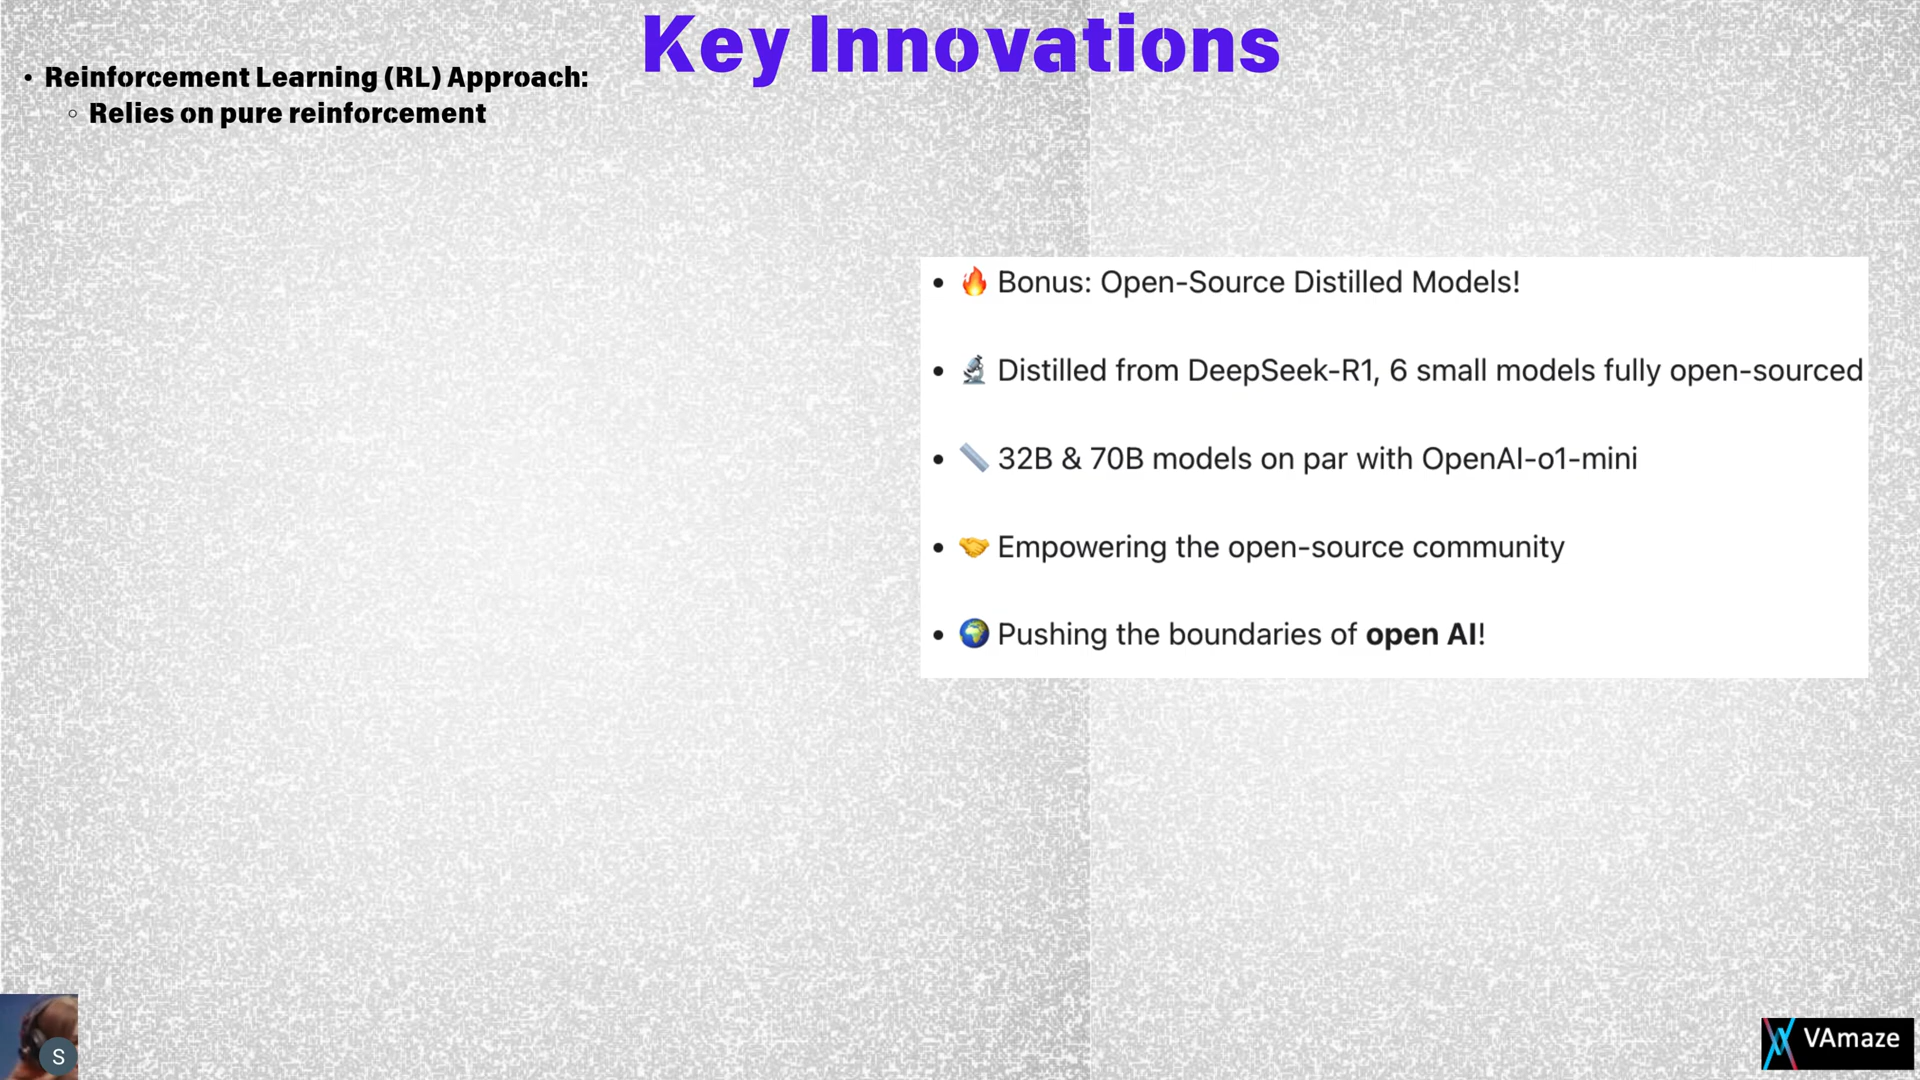 Key Innovations
• Reinforcement Learning (RL) Approach:
○ Relies on pure reinforcement
• 🔥 Bonus: Open-Source Distilled Models!
• 🔬 Distilled from DeepSeek-R1, 6 small models fully open-sourced
• 📏 32B & 70B models on par with OpenAI-o1-mini
• 🤝 Empowering the open-source community
• 🌍 Pushing the boundaries of open AI!
S
VAmaze